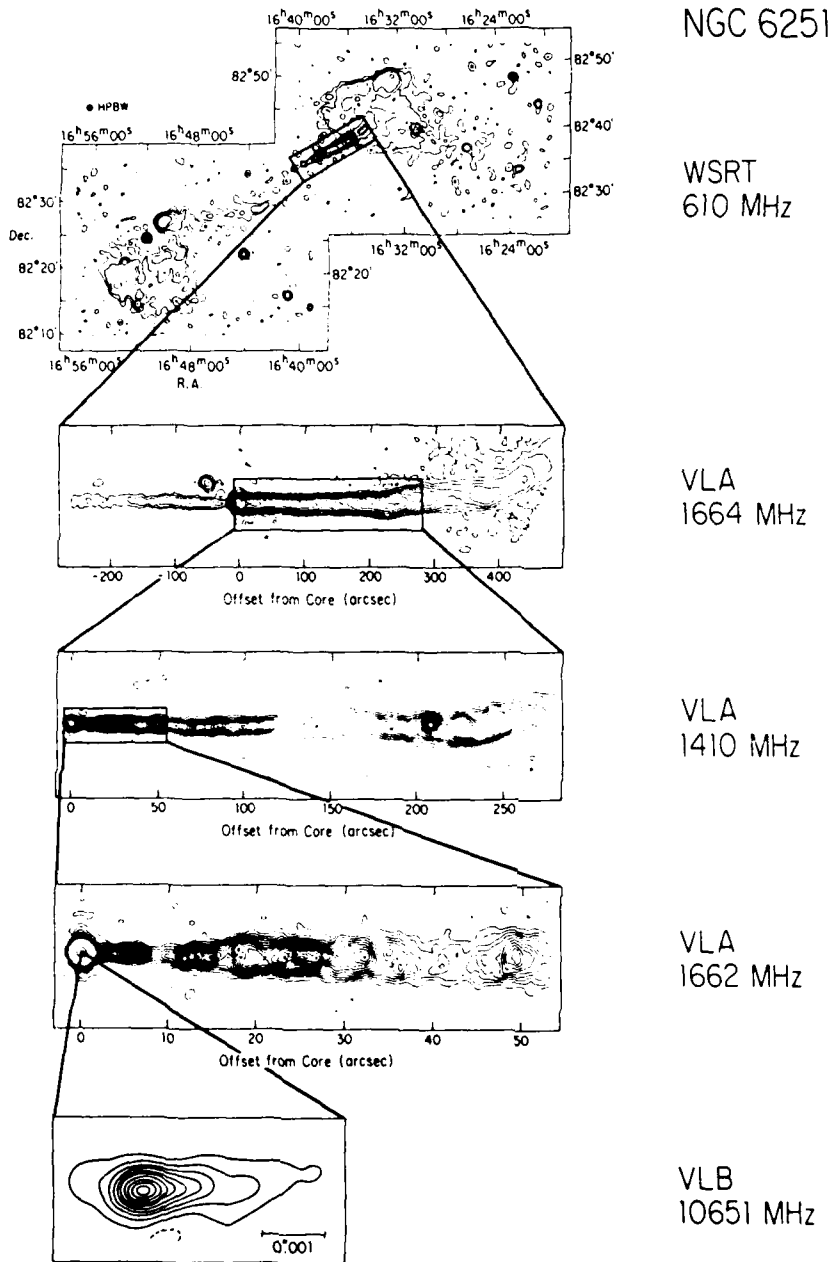 NGC 6251
16ʰ40ᵐ00ˢ 16ʰ32ᵐ00ˢ 16ʰ24ᵐ00ˢ
82°50' 82°50'
HPBW
16ʰ56ᵐ00ˢ 16ʰ48ᵐ00ˢ
82°40'
WSRT
610 MHz
82°30' 82°30'
Dec.
16ʰ32ᵐ00ˢ 16ʰ24ᵐ00ˢ
82°20' 82°20'
82°10'
16ʰ56ᵐ00ˢ 16ʰ48ᵐ00ˢ 16ʰ40ᵐ00ˢ
R.A.
VLA
1664 MHz
-200 -100 0 100 200 300 400
Offset from Core (arcsec)
VLA
1410 MHz
0 50 100 150 200 250
Offset from Core (arcsec)
VLA
1662 MHz
0 10 20 30 40 50
Offset from Core (arcsec)
VLB
10651 MHz
0".001